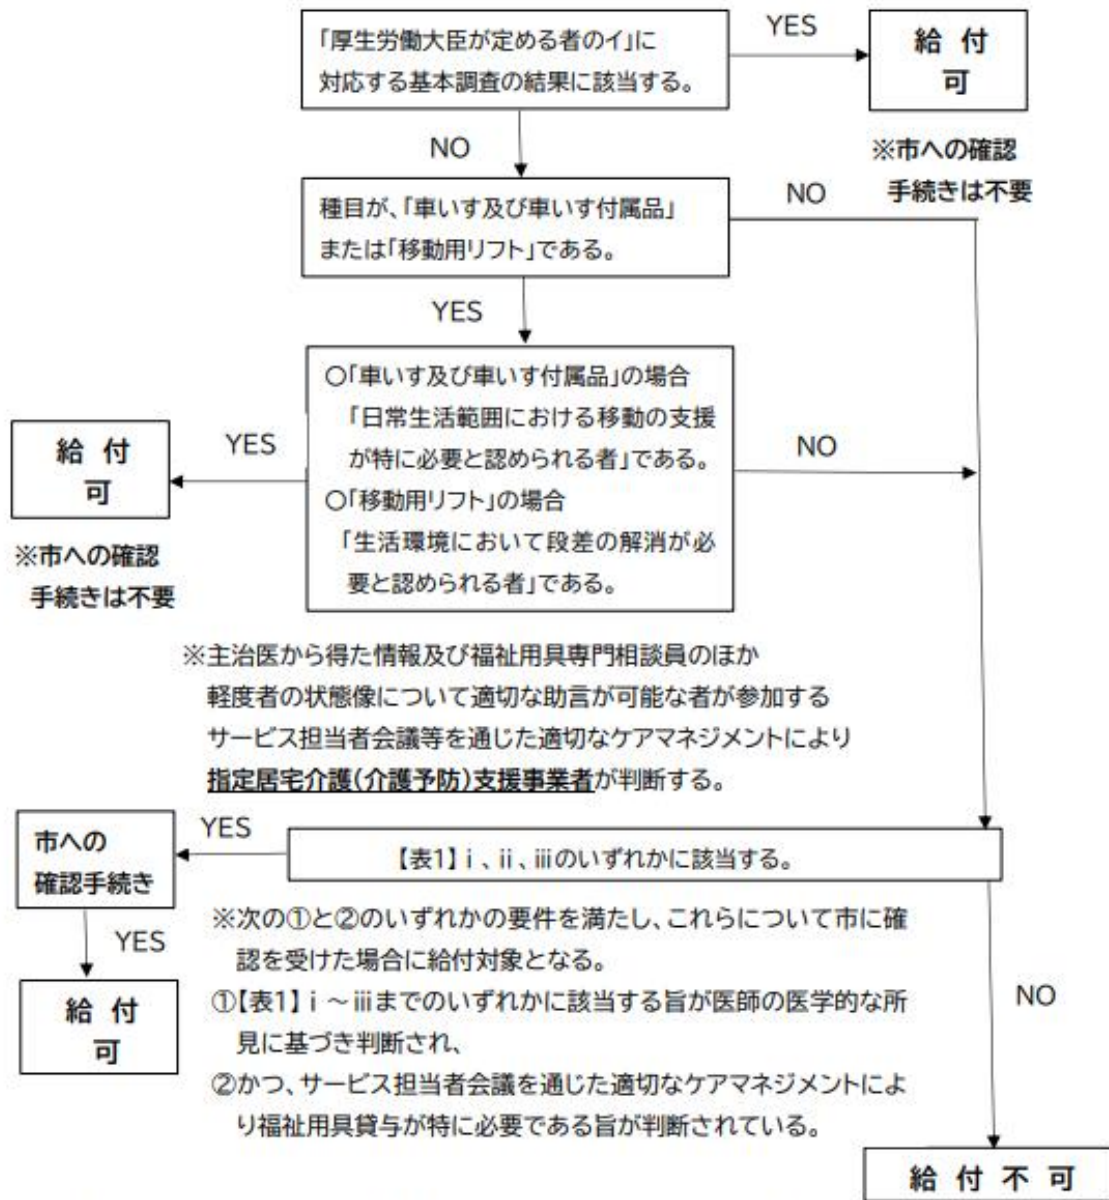 「厚生労働大臣が定める者のイ」に
対応する基本調査の結果に該当する。
YES
給 付
可
※市への確認
手続きは不要
NO
種目が、「車いす及び車いす付属品」
または「移動用リフト」である。
NO
YES
〇「車いす及び車いす付属品」の場合
「日常生活範囲における移動の支援
が特に必要と認められる者」である。
〇「移動用リフト」の場合
「生活環境において段差の解消が必
要と認められる者」である。
YES
給 付
可
※市への確認
手続きは不要
NO
※主治医から得た情報及び福祉用具専門相談員のほか
軽度者の状態像について適切な助言が可能な者が参加する
サービス担当者会議等を通じた適切なケアマネジメントにより
指定居宅介護(介護予防)支援事業者が判断する。
【表1】ⅰ、ⅱ、ⅲのいずれかに該当する。
YES
市への
確認手続き
YES
給 付
可
※次の①と②のいずれかの要件を満たし、これらについて市に確
認を受けた場合に給付対象となる。
①【表1】ⅰ～ⅲまでのいずれかに該当する旨が医師の医学的な所
見に基づき判断され、
②かつ、サービス担当者会議を通じた適切なケアマネジメントによ
り福祉用具貸与が特に必要である旨が判断されている。
NO
給 付 不 可